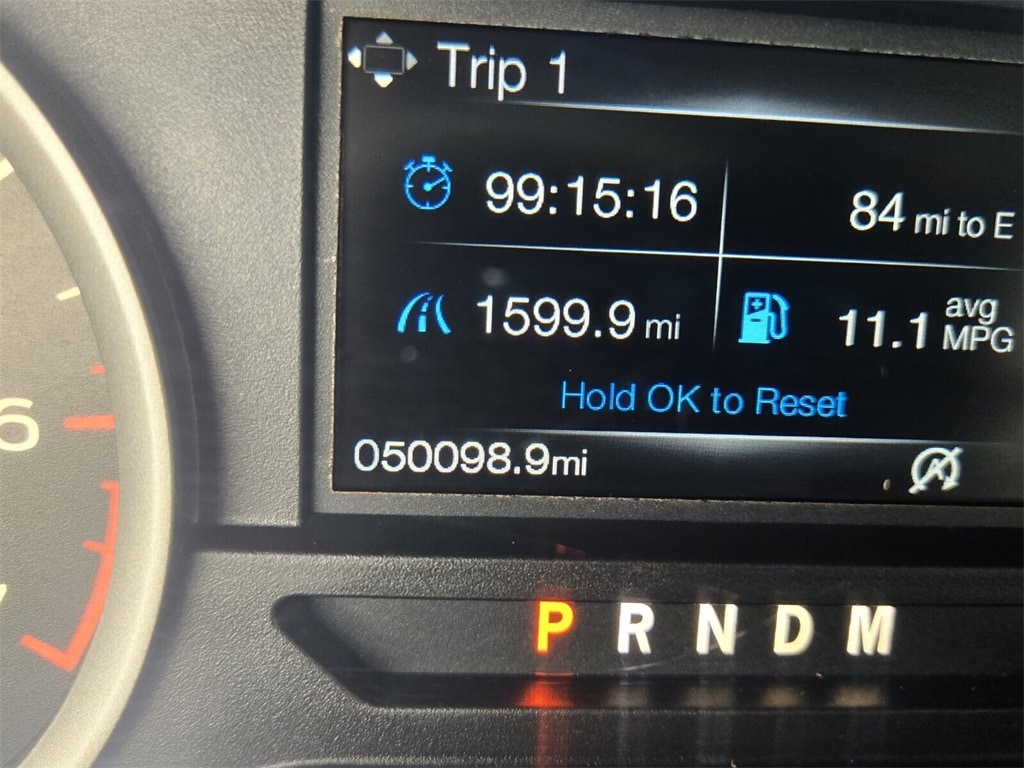 Trip 1
99:15:16
84 mi to E
1599.9 mi
11.1 avg MPG
Hold OK to Reset
050098.9mi
6
P R N D M